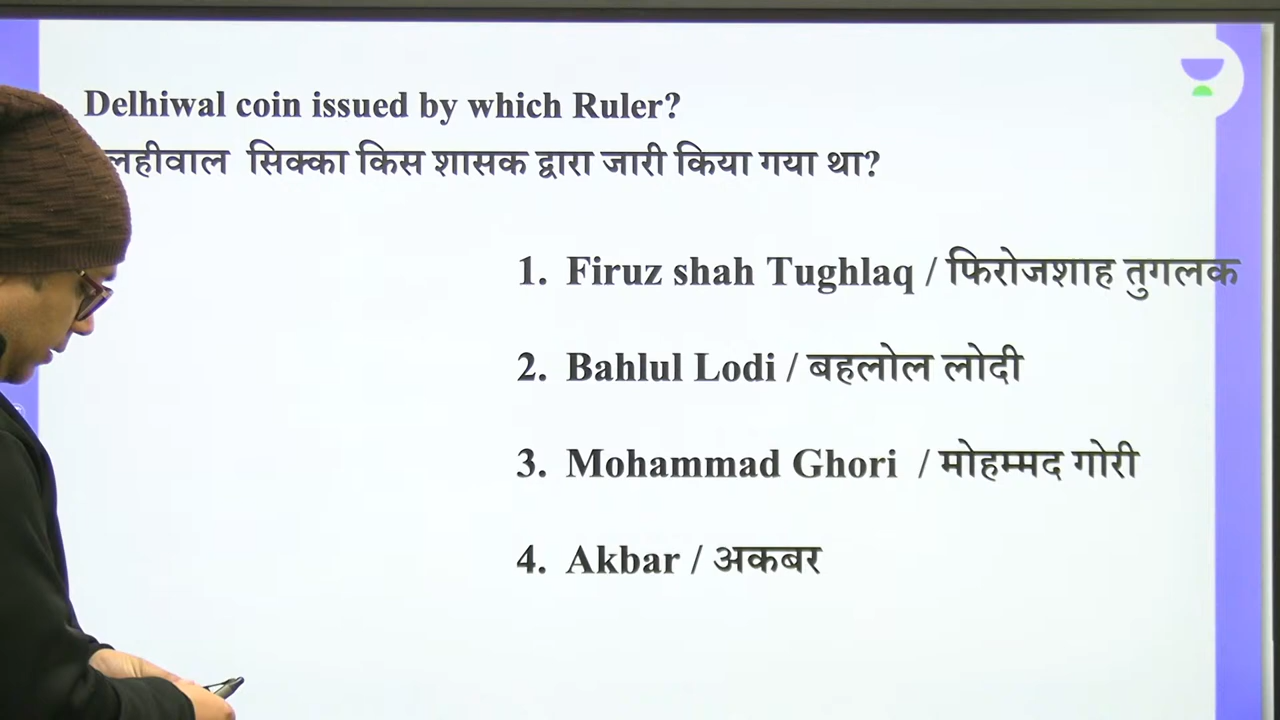 Delhiwal coin issued by which Ruler?
सिक्का किस शासक द्वारा जारी किया गया था?
1. Firuz shah Tughlaq / फिरोजशाह तुगलक
2. Bahlul Lodi / बहलोल लोदी
3. Mohammad Ghori / मोहम्मद गोरी
4. Akbar / अकबर